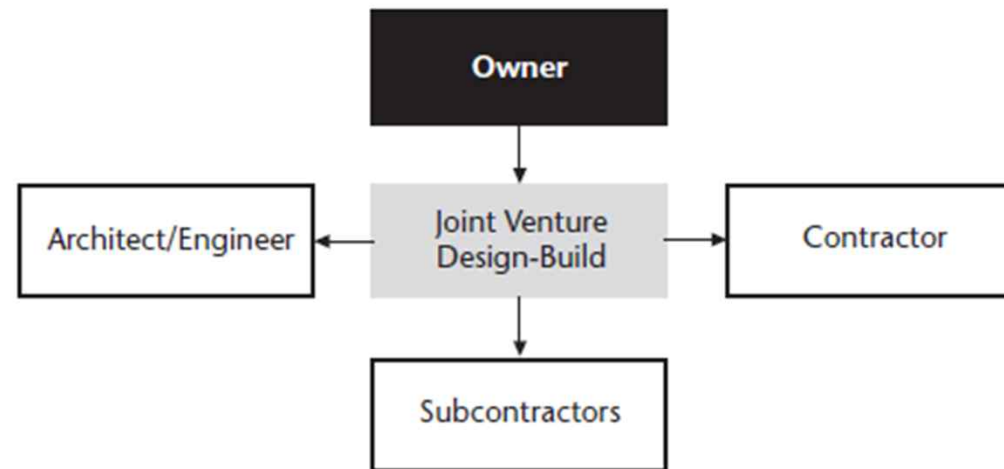 Owner
Architect/Engineer
Joint Venture
Design-Build
Contractor
Subcontractors